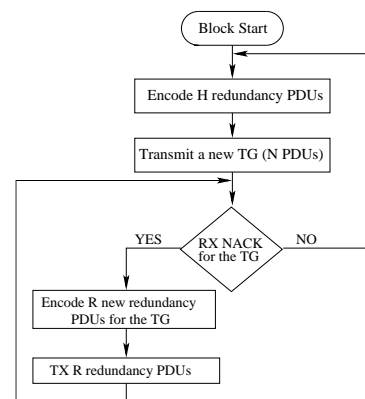 Block Start
Encode H redundancy PDUs
Transmit a new TG (N PDUs)
YES
RX NACK
for the TG
NO
Encode R new redundancy
PDUs for the TG
TX R redundancy PDUs